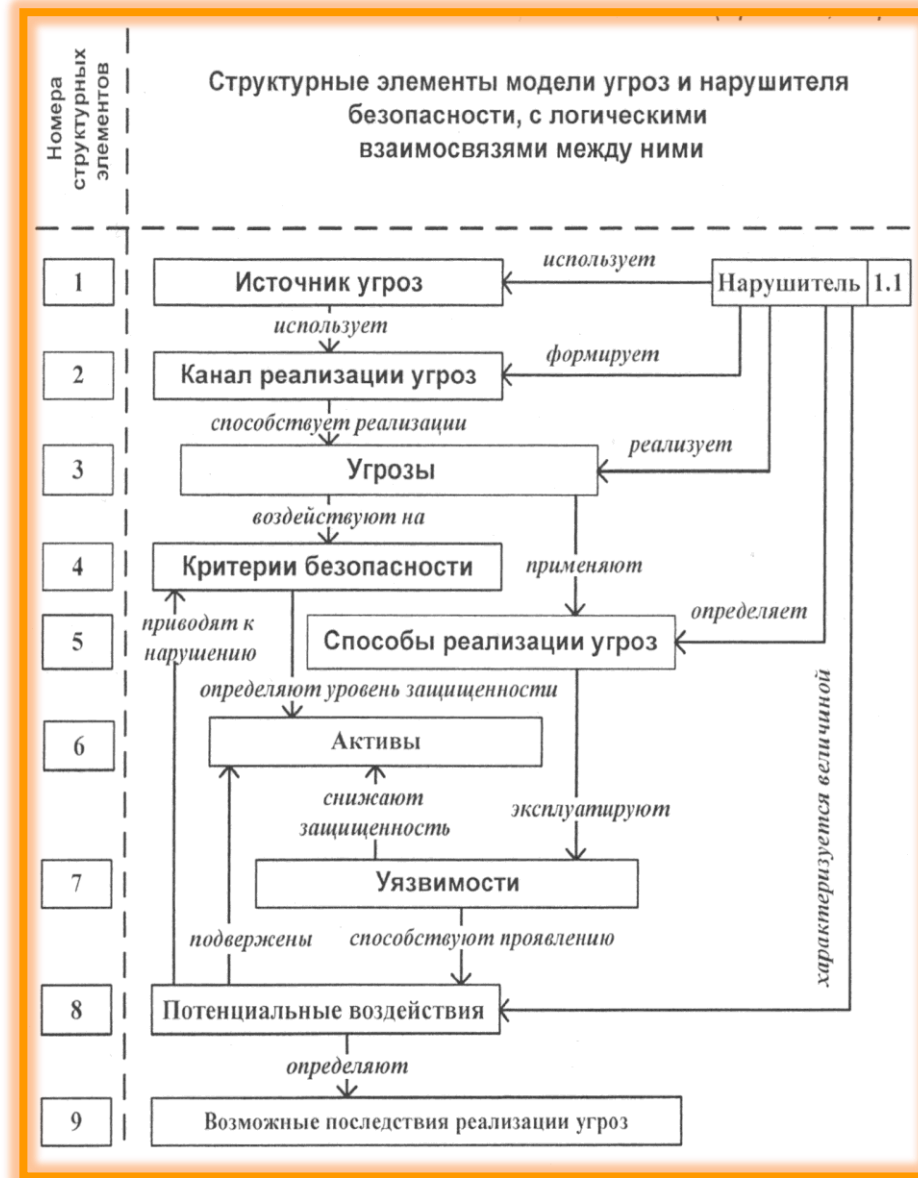 Номера
структурных
элементов
Структурные элементы модели угроз и нарушителя
безопасности, с логическими
взаимосвязями между ними
1
Источник угроз
использует
Нарушитель 1.1
использует
2
Канал реализации угроз
формирует
способствует реализации
3
Угрозы
реализует
воздействуют на
4
Критерии безопасности
применяют
приводят к
нарушению
5
Способы реализации угроз
определяет
определяют уровень защищенности
6
Активы
снижают
защищенность
эксплуатируют
характеризуется величиной
7
Уязвимости
подвержены
способствуют проявлению
8
Потенциальные воздействия
определяют
9
Возможные последствия реализации угроз